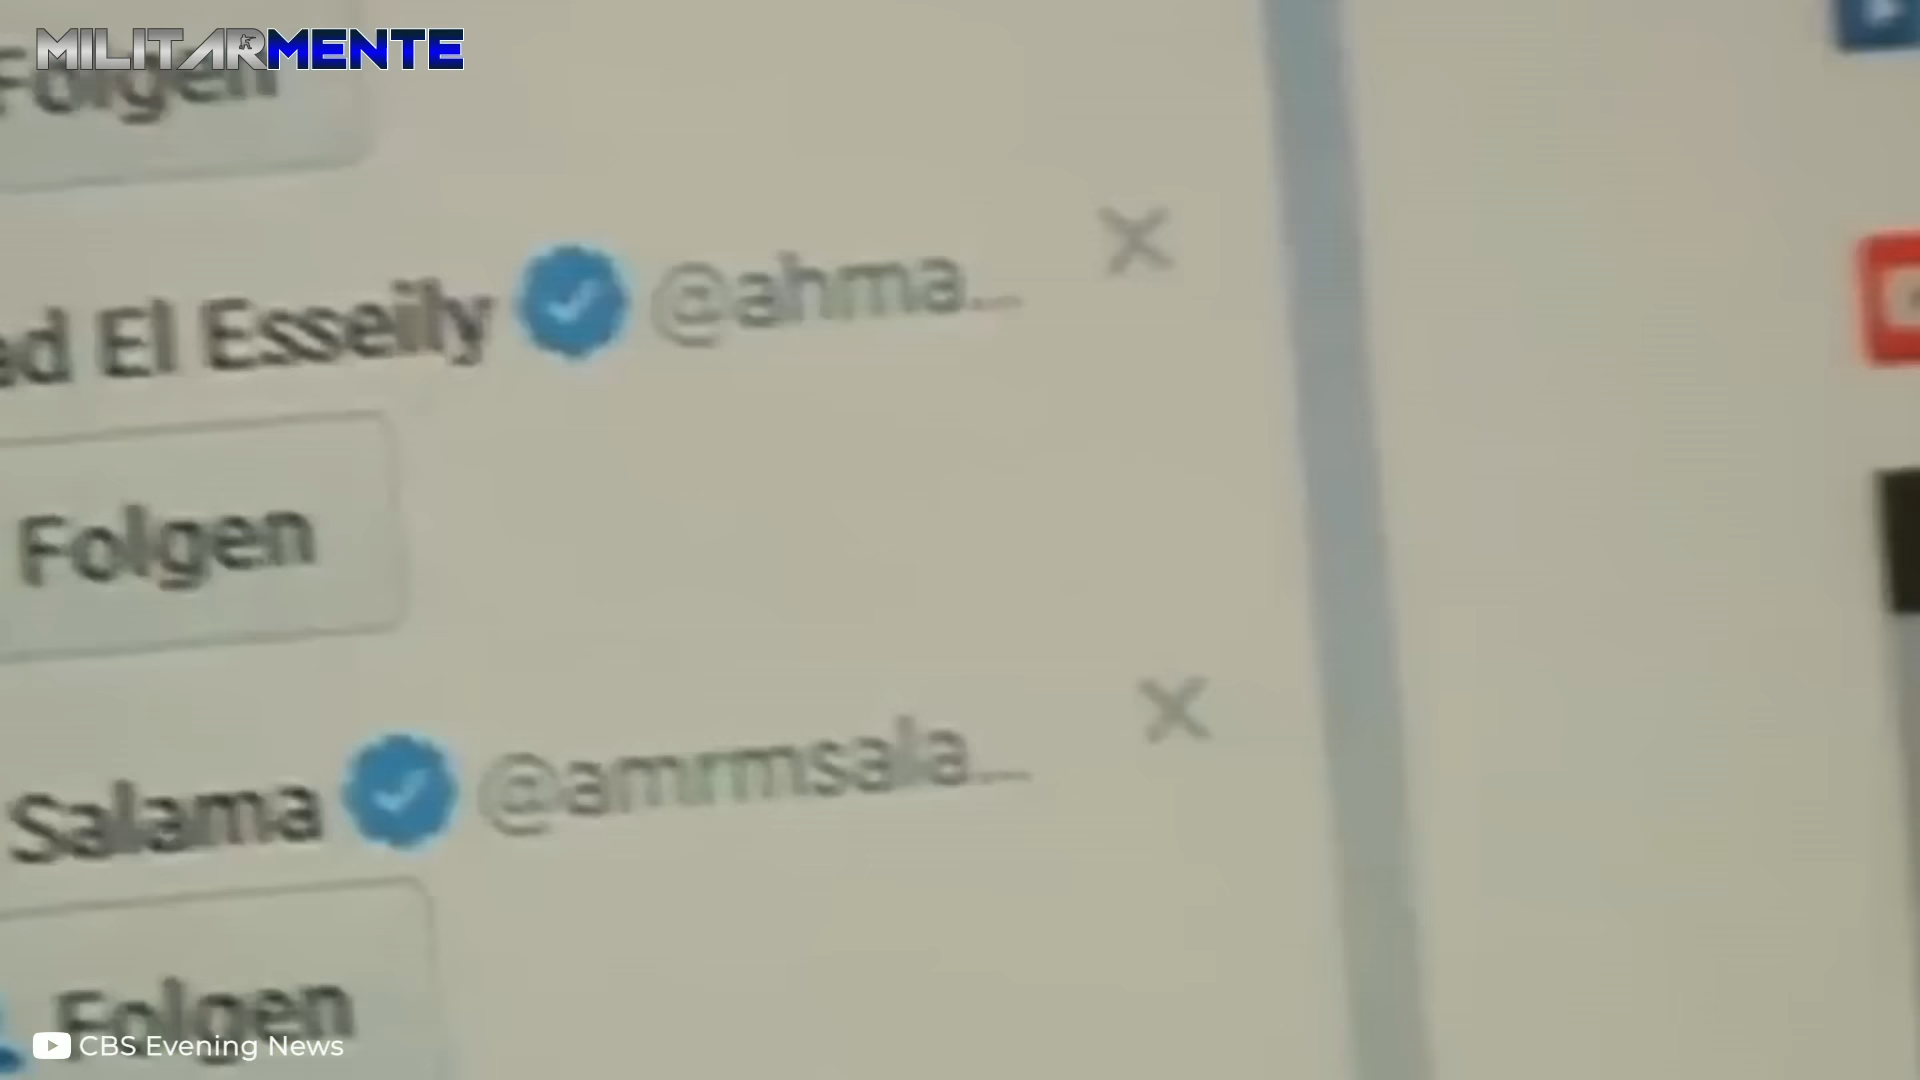 MILITARMENTE
Folgen
ed El Esseily @ahma...
Folgen
Salama @amrmsala...
Folgen
CBS Evening News